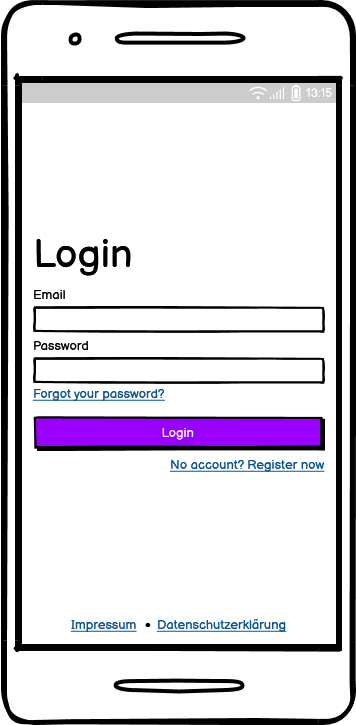 13:15
Login
Email
Password
Forgot your password?
Login
No account? Register now
Impressum • Datenschutzerklärung